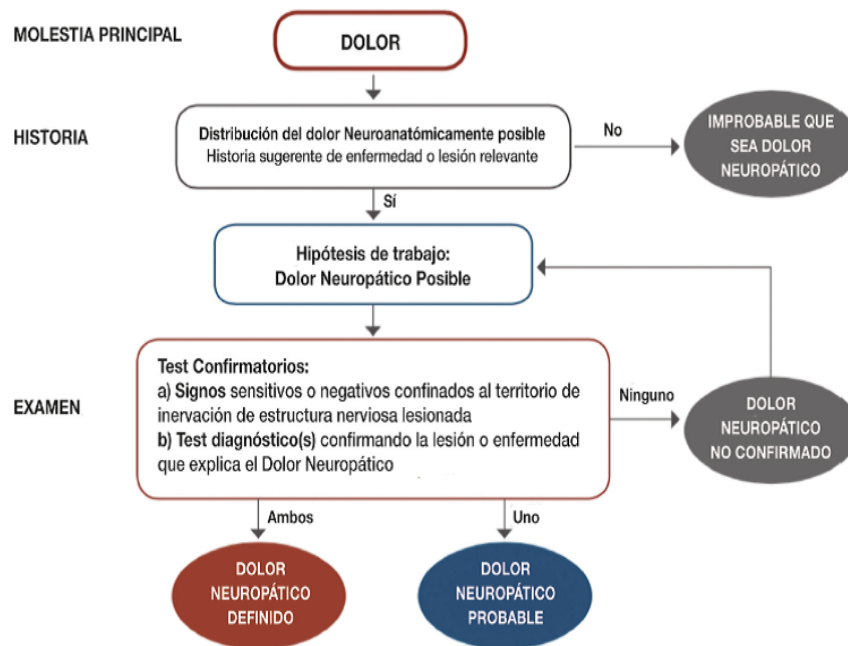 MOLESTIA PRINCIPAL
DOLOR
HISTORIA
Distribución del dolor Neuroanatómicamente posible
Historia sugerente de enfermedad o lesión relevante
No
IMPROBABLE QUE
SEA DOLOR
NEUROPÁTICO
Sí
Hipótesis de trabajo:
Dolor Neuropático Posible
EXAMEN
Test Confirmatorios:
a) Signos sensitivos o negativos confinados al territorio de
inervación de estructura nerviosa lesionada
b) Test diagnóstico(s) confirmando la lesión o enfermedad
que explica el Dolor Neuropático
Ninguno
DOLOR
NEUROPÁTICO
NO CONFIRMADO
Ambos
Uno
DOLOR
NEUROPÁTICO
DEFINIDO
DOLOR
NEUROPÁTICO
PROBABLE